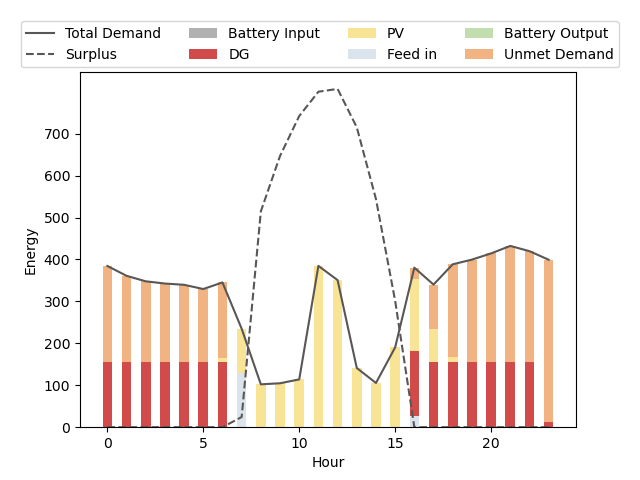 Total Demand Battery Input PV Battery Output
Surplus DG Feed in Unmet Demand
700
600
500
400
300
200
100
0
Energy
0 5 10 15 20
Hour